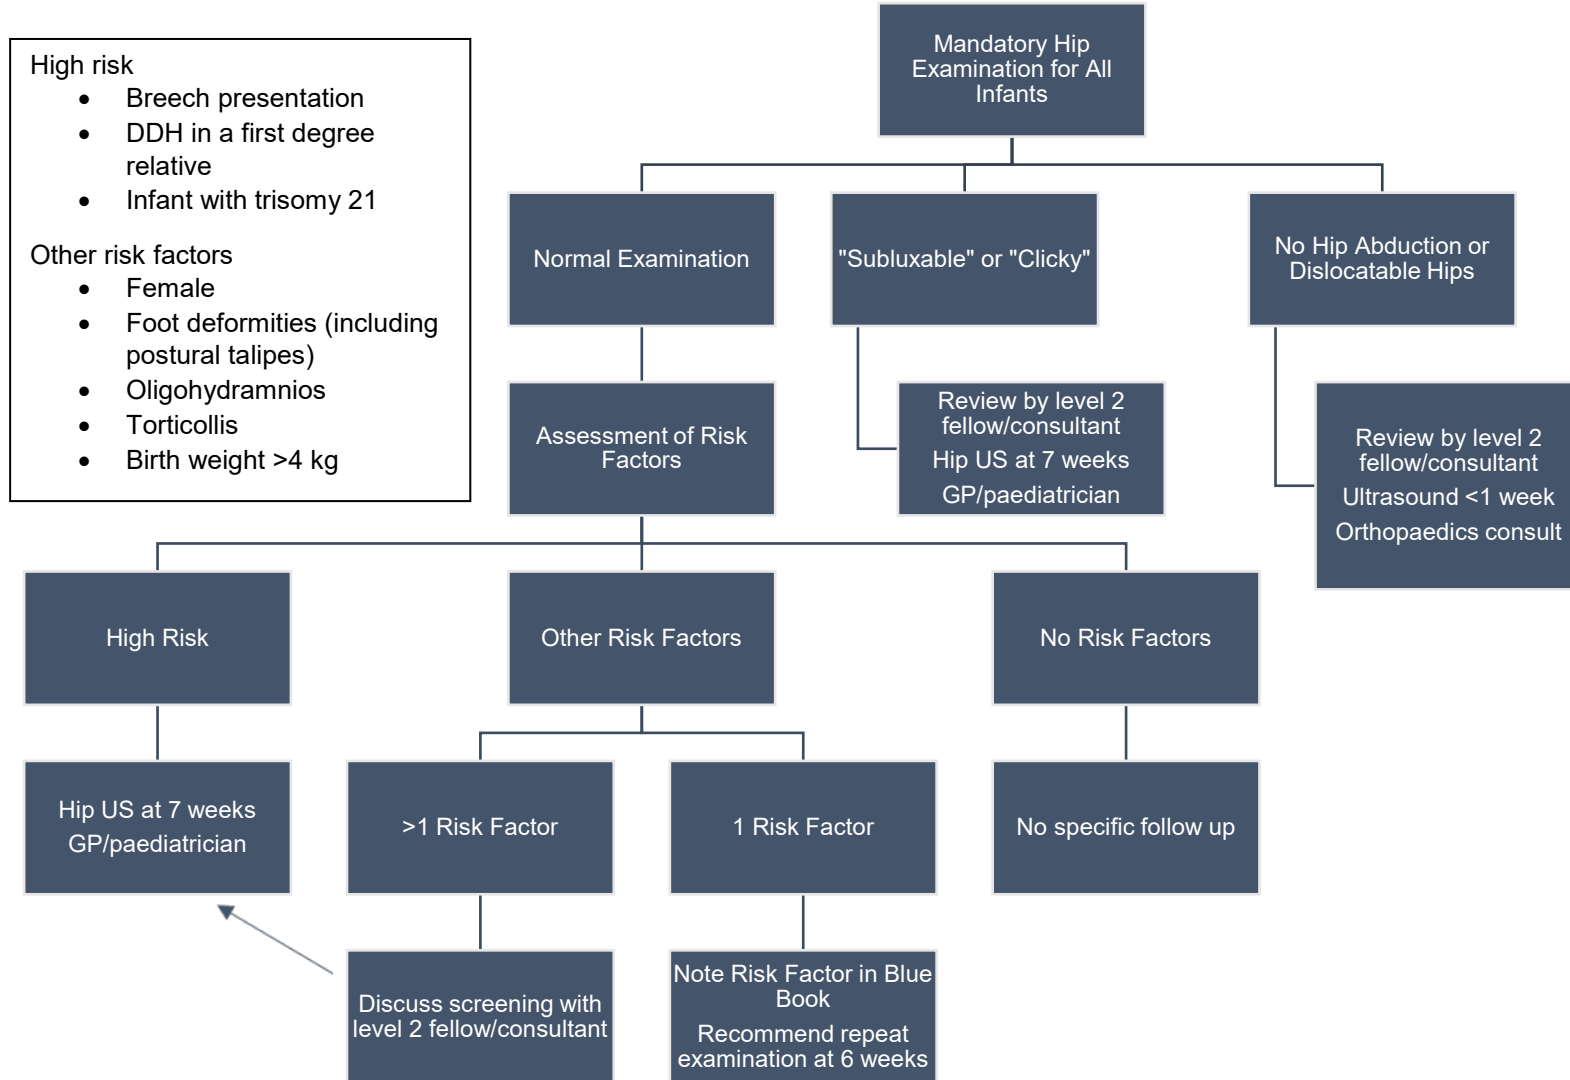 High risk
• Breech presentation
• DDH in a first degree
relative
• Infant with trisomy 21
Other risk factors
• Female
• Foot deformities (including
postural talipes)
• Oligohydramnios
• Torticollis
• Birth weight >4 kg
Mandatory Hip
Examination for All
Infants
Normal Examination
"Subluxable" or "Clicky"
No Hip Abduction or
Dislocatable Hips
Assessment of Risk
Factors
Review by level 2
fellow/consultant
Hip US at 7 weeks
GP/paediatrician
Review by level 2
fellow/consultant
Ultrasound <1 week
Orthopaedics consult
High Risk
Other Risk Factors
No Risk Factors
Hip US at 7 weeks
GP/paediatrician
>1 Risk Factor
1 Risk Factor
No specific follow up
Discuss screening with
level 2 fellow/consultant
Note Risk Factor in Blue
Book
Recommend repeat
examination at 6 weeks